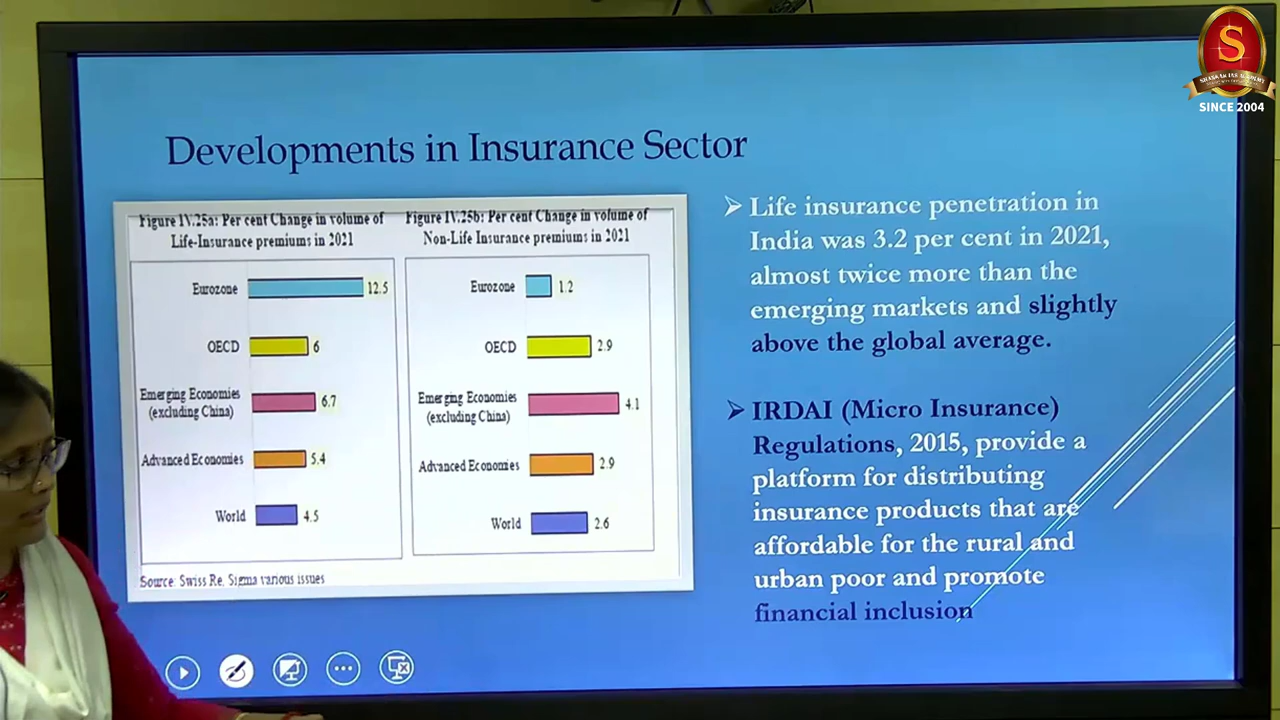 S
SHANKAR IAS ACADEMY
SINCE 2004
Developments in Insurance Sector
Figure IV.25a: Per cent Change in volume of
Life-Insurance premiums in 2021
Eurozone 12.5
OECD 6
Emerging Economies
(excluding China) 6.7
Advanced Economies 5.4
World 4.5
Figure IV.25b: Per cent Change in volume of
Non-Life Insurance premiums in 2021
Eurozone 1.2
OECD 2.9
Emerging Economies
(excluding China) 4.1
Advanced Economies 2.9
World 2.6
Source: Swiss Re, Sigma various issues
Life insurance penetration in
India was 3.2 per cent in 2021,
almost twice more than the
emerging markets and slightly
above the global average.
IRDAI (Micro Insurance)
Regulations, 2015, provide a
platform for distributing
insurance products that are
affordable for the rural and
urban poor and promote
financial inclusion